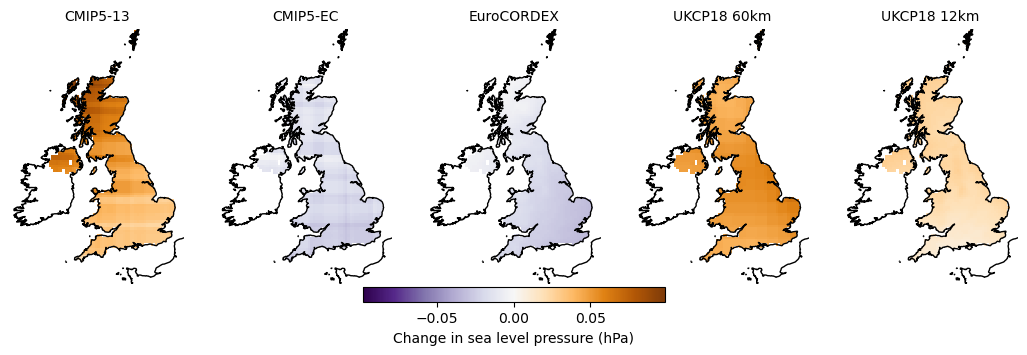 CMIP5-13 CMIP5-EC EuroCORDEX UKCP18 60km UKCP18 12km
−0.05 0.00 0.05
Change in sea level pressure (hPa)